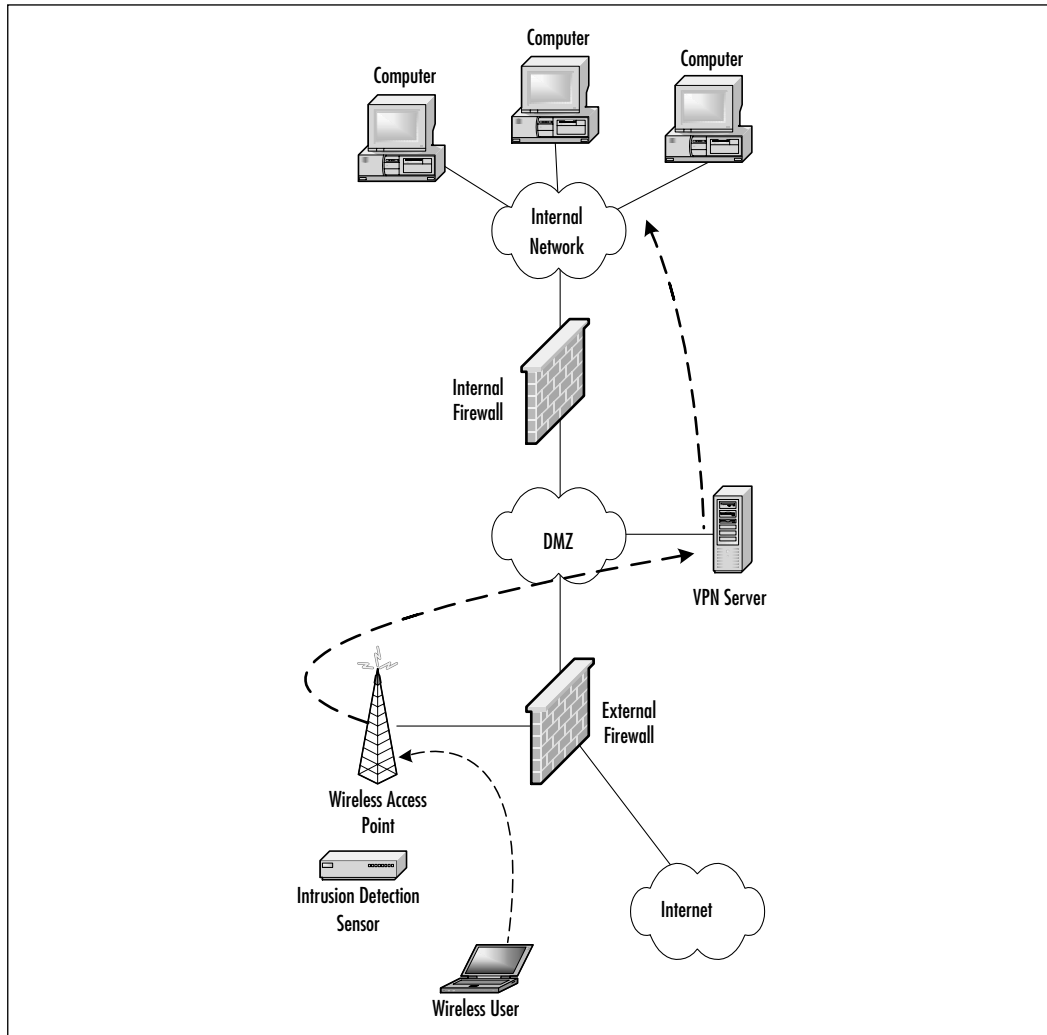 Computer
Computer
Computer
Internal
Network
Internal
Firewall
DMZ
VPN Server
External
Firewall
Wireless Access
Point
Intrusion Detection
Sensor
Internet
Wireless User